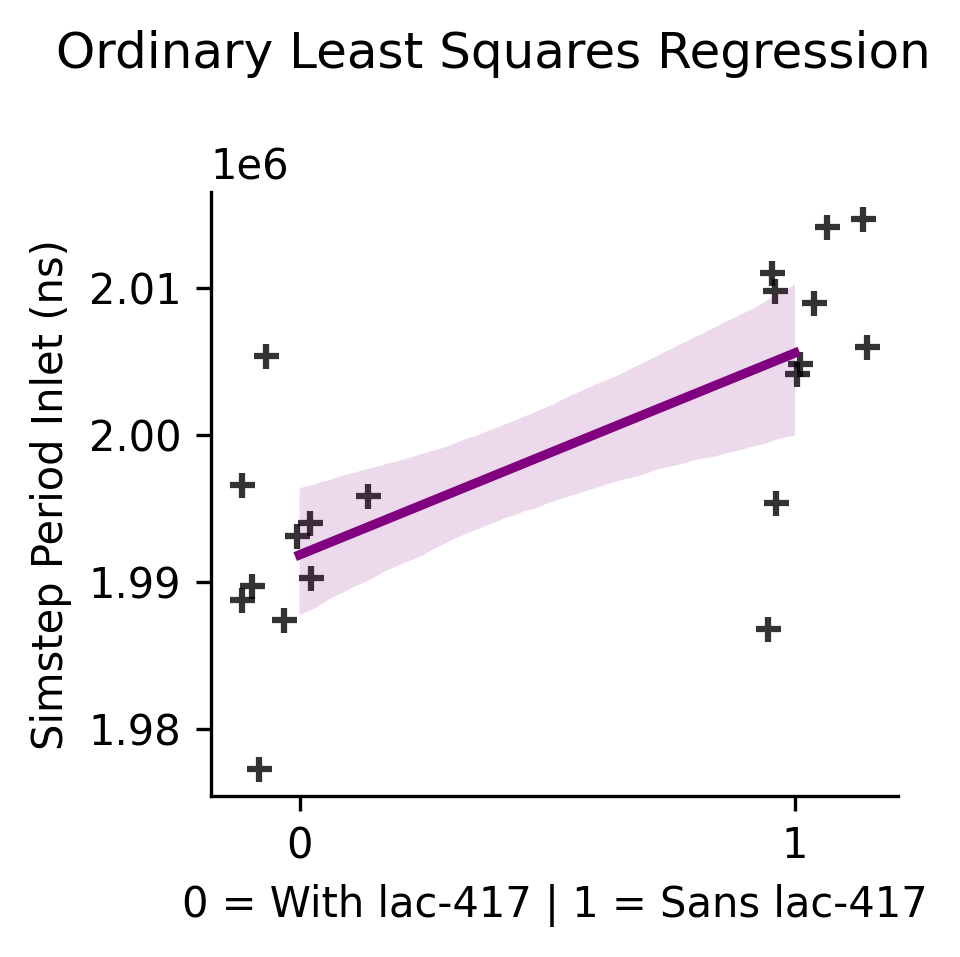 Ordinary Least Squares Regression
1e6
Simstep Period Inlet (ns)
2.01
2.00
1.99
1.98
0 1
0 = With lac-417 | 1 = Sans lac-417